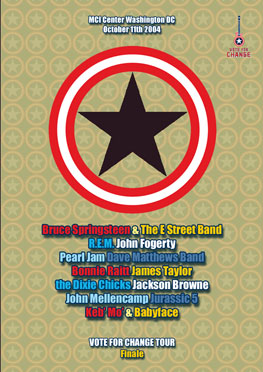 MCI Center Washington DC
October 11th 2004
VOTE FOR
CHANGE
Bruce Springsteen & The E Street Band
R.E.M. John Fogerty
Pearl Jam Dave Matthews Band
Bonnie Raitt James Taylor
the Dixie Chicks Jackson Browne
John Mellencamp Jurassic 5
Keb' Mo' & Babyface
VOTE FOR CHANGE TOUR
Finale